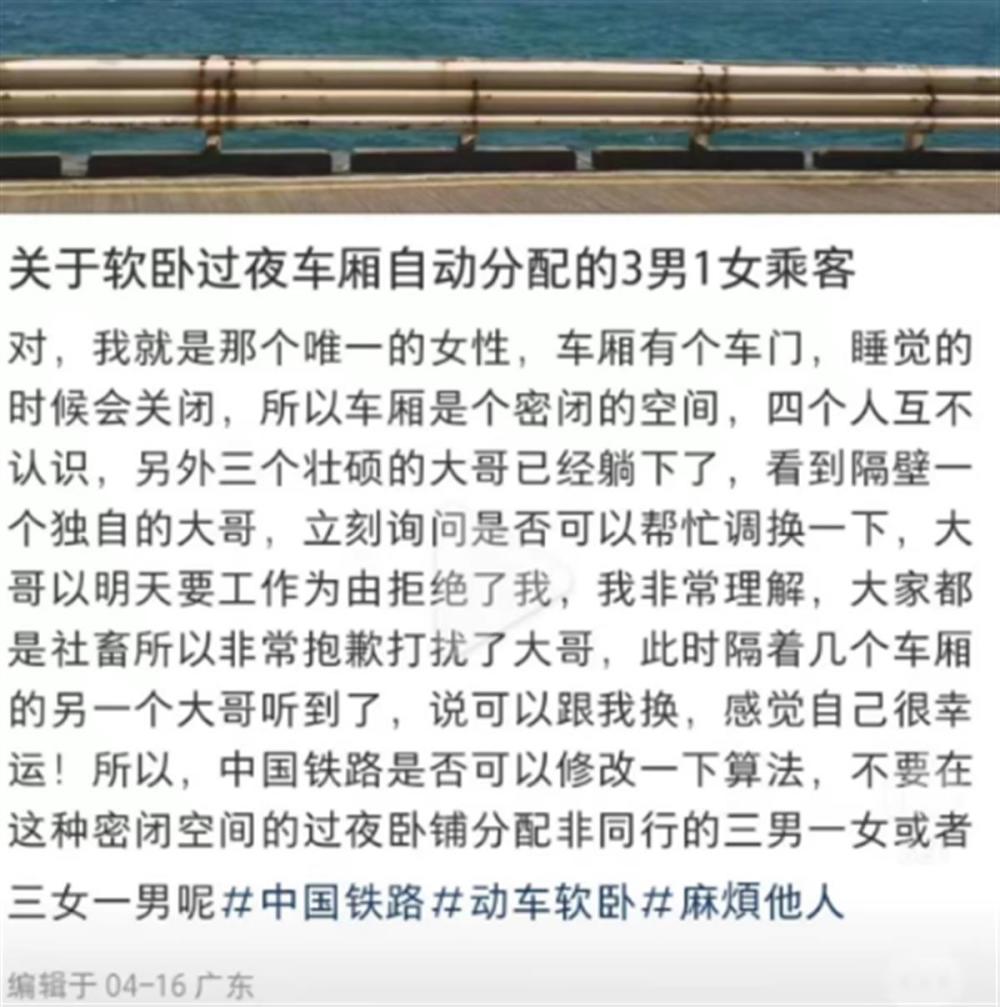 关于软卧过夜车厢自动分配的3男1女乘客
对，我就是那个唯一的女性，车厢有个车门，睡觉的
时候会关闭，所以车厢是个密闭的空间，四个人互不
认识，另外三个壮硕的大哥已经躺下了，看到隔壁一
个独自的大哥，立刻询问是否可以帮忙调换一下，大
哥以明天要工作为由拒绝了我，我非常理解，大家都
是社畜所以非常抱歉打扰了大哥，此时隔着几个车厢
的另一个大哥听到了，说可以跟我换，感觉自己很幸
运！所以，中国铁路是否可以修改一下算法，不要在
这种密闭空间的过夜卧铺分配非同行的三男一女或者
三女一男呢#中国铁路#动车软卧#麻煩他人
编辑于 04-16 广东